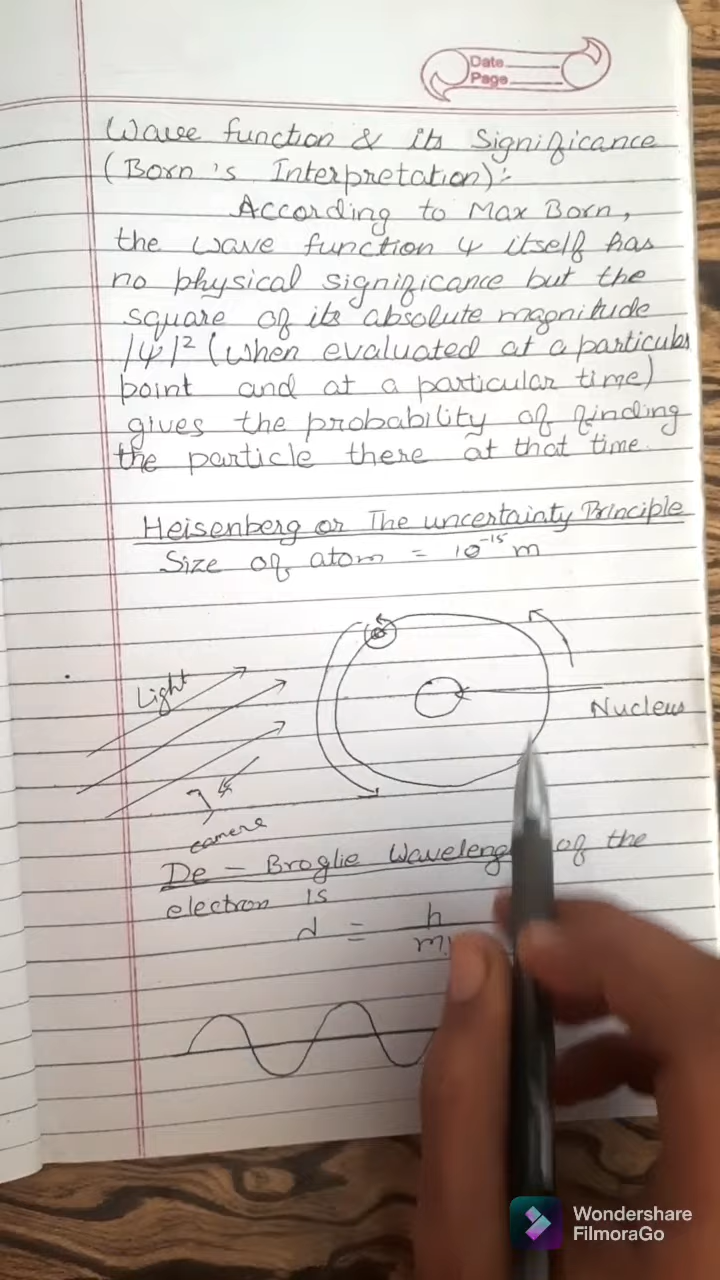 Date
Page
Wave function & its Significance
(Born's Interpretation):-
According to Max Born,
the wave function ψ itself has
no physical significance but the
square of its absolute magnitude
|ψ|² (when evaluated at a particular
point and at a particular time)
gives the probability of finding
the particle there at that time.
Heisenberg or The uncertainty Principle
Size of atom = 10⁻¹⁵ m
Light
Nucleus
camera
De - Broglie Waveleng of the
electron is
λ = h
m
Wondershare
FilmoraGo